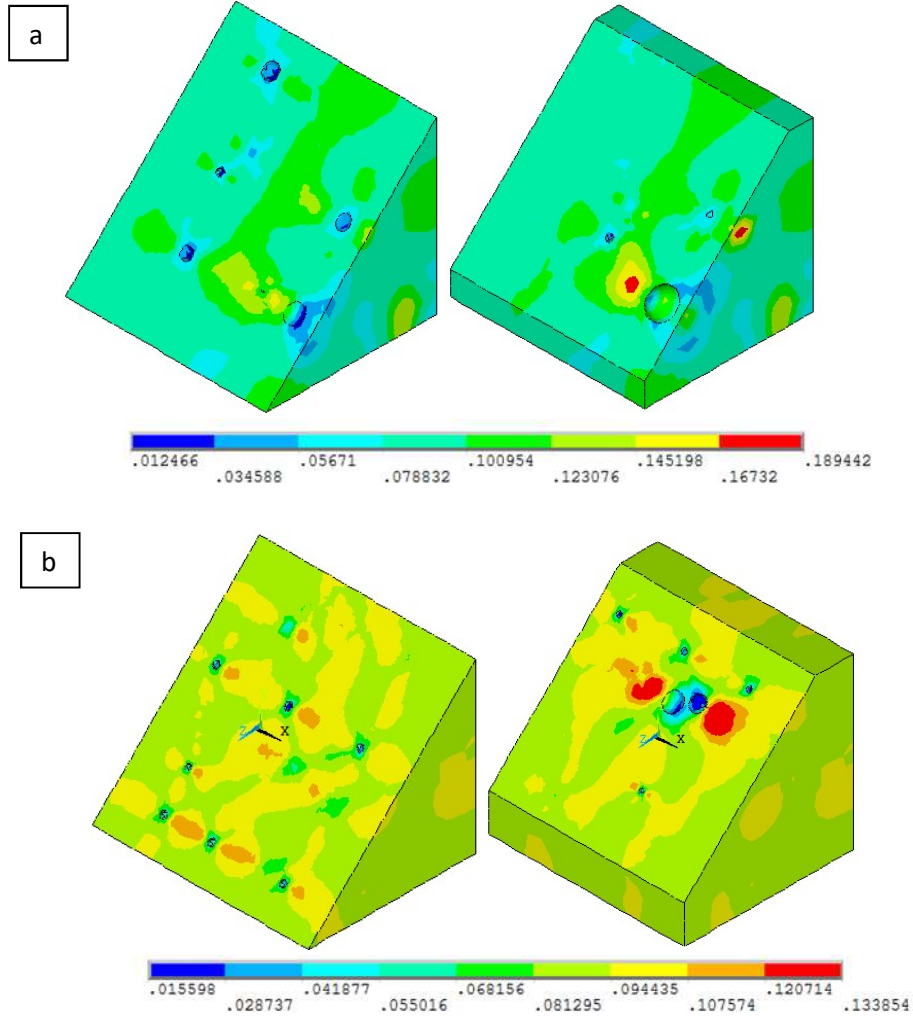 a
.012466 .05671 .100954 .145198 .189442
.034588 .078832 .123076 .16732
b
Z X
Z X
.015598 .041877 .068156 .094435 .120714
.028737 .055016 .081295 .107574 .133854